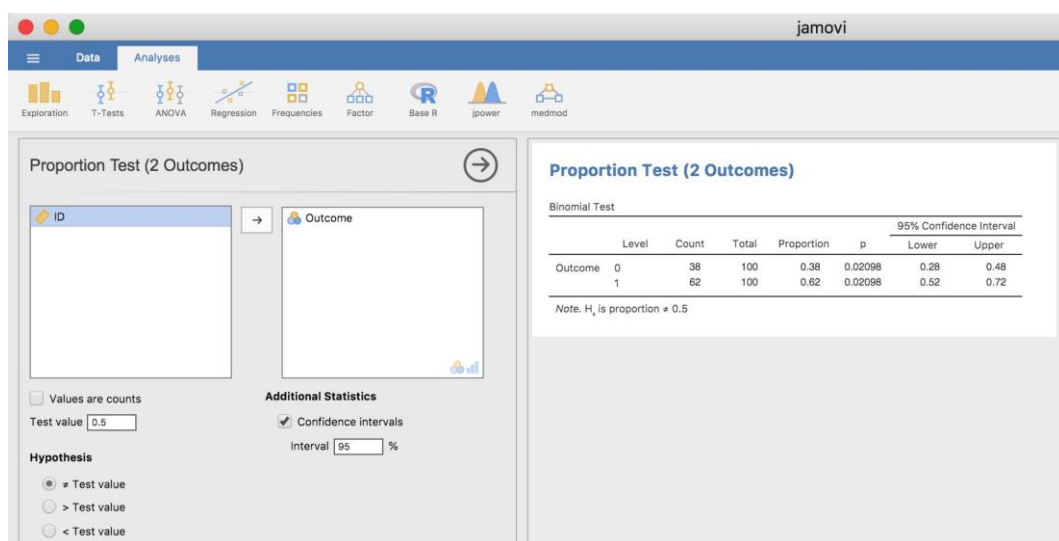 jamovi
Data Analyses
Exploration T-Tests ANOVA Regression Frequencies Factor Base R jpower medmod
Proportion Test (2 Outcomes)
ID
Outcome
Values are counts
Test value 0.5
Hypothesis
≠ Test value
> Test value
< Test value
Additional Statistics
Confidence intervals
Interval 95 %
Proportion Test (2 Outcomes)
Binomial Test
95% Confidence Interval
Level Count Total Proportion p Lower Upper
Outcome 0 38 100 0.38 0.02098 0.28 0.48
1 62 100 0.62 0.02098 0.52 0.72
Note. Hₐ is proportion ≠ 0.5